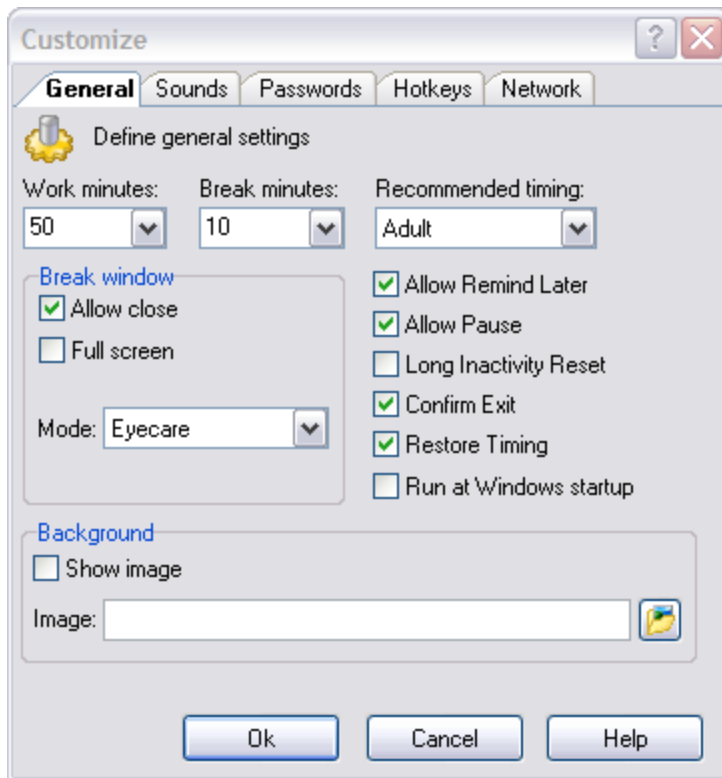 Customize
General Sounds Passwords Hotkeys Network
Define general settings
Work minutes: Break minutes: Recommended timing:
50 10 Adult
Break window
Allow close
Full screen
Mode: Eyecare
Allow Remind Later
Allow Pause
Long Inactivity Reset
Confirm Exit
Restore Timing
Run at Windows startup
Background
Show image
Image:
Ok Cancel Help